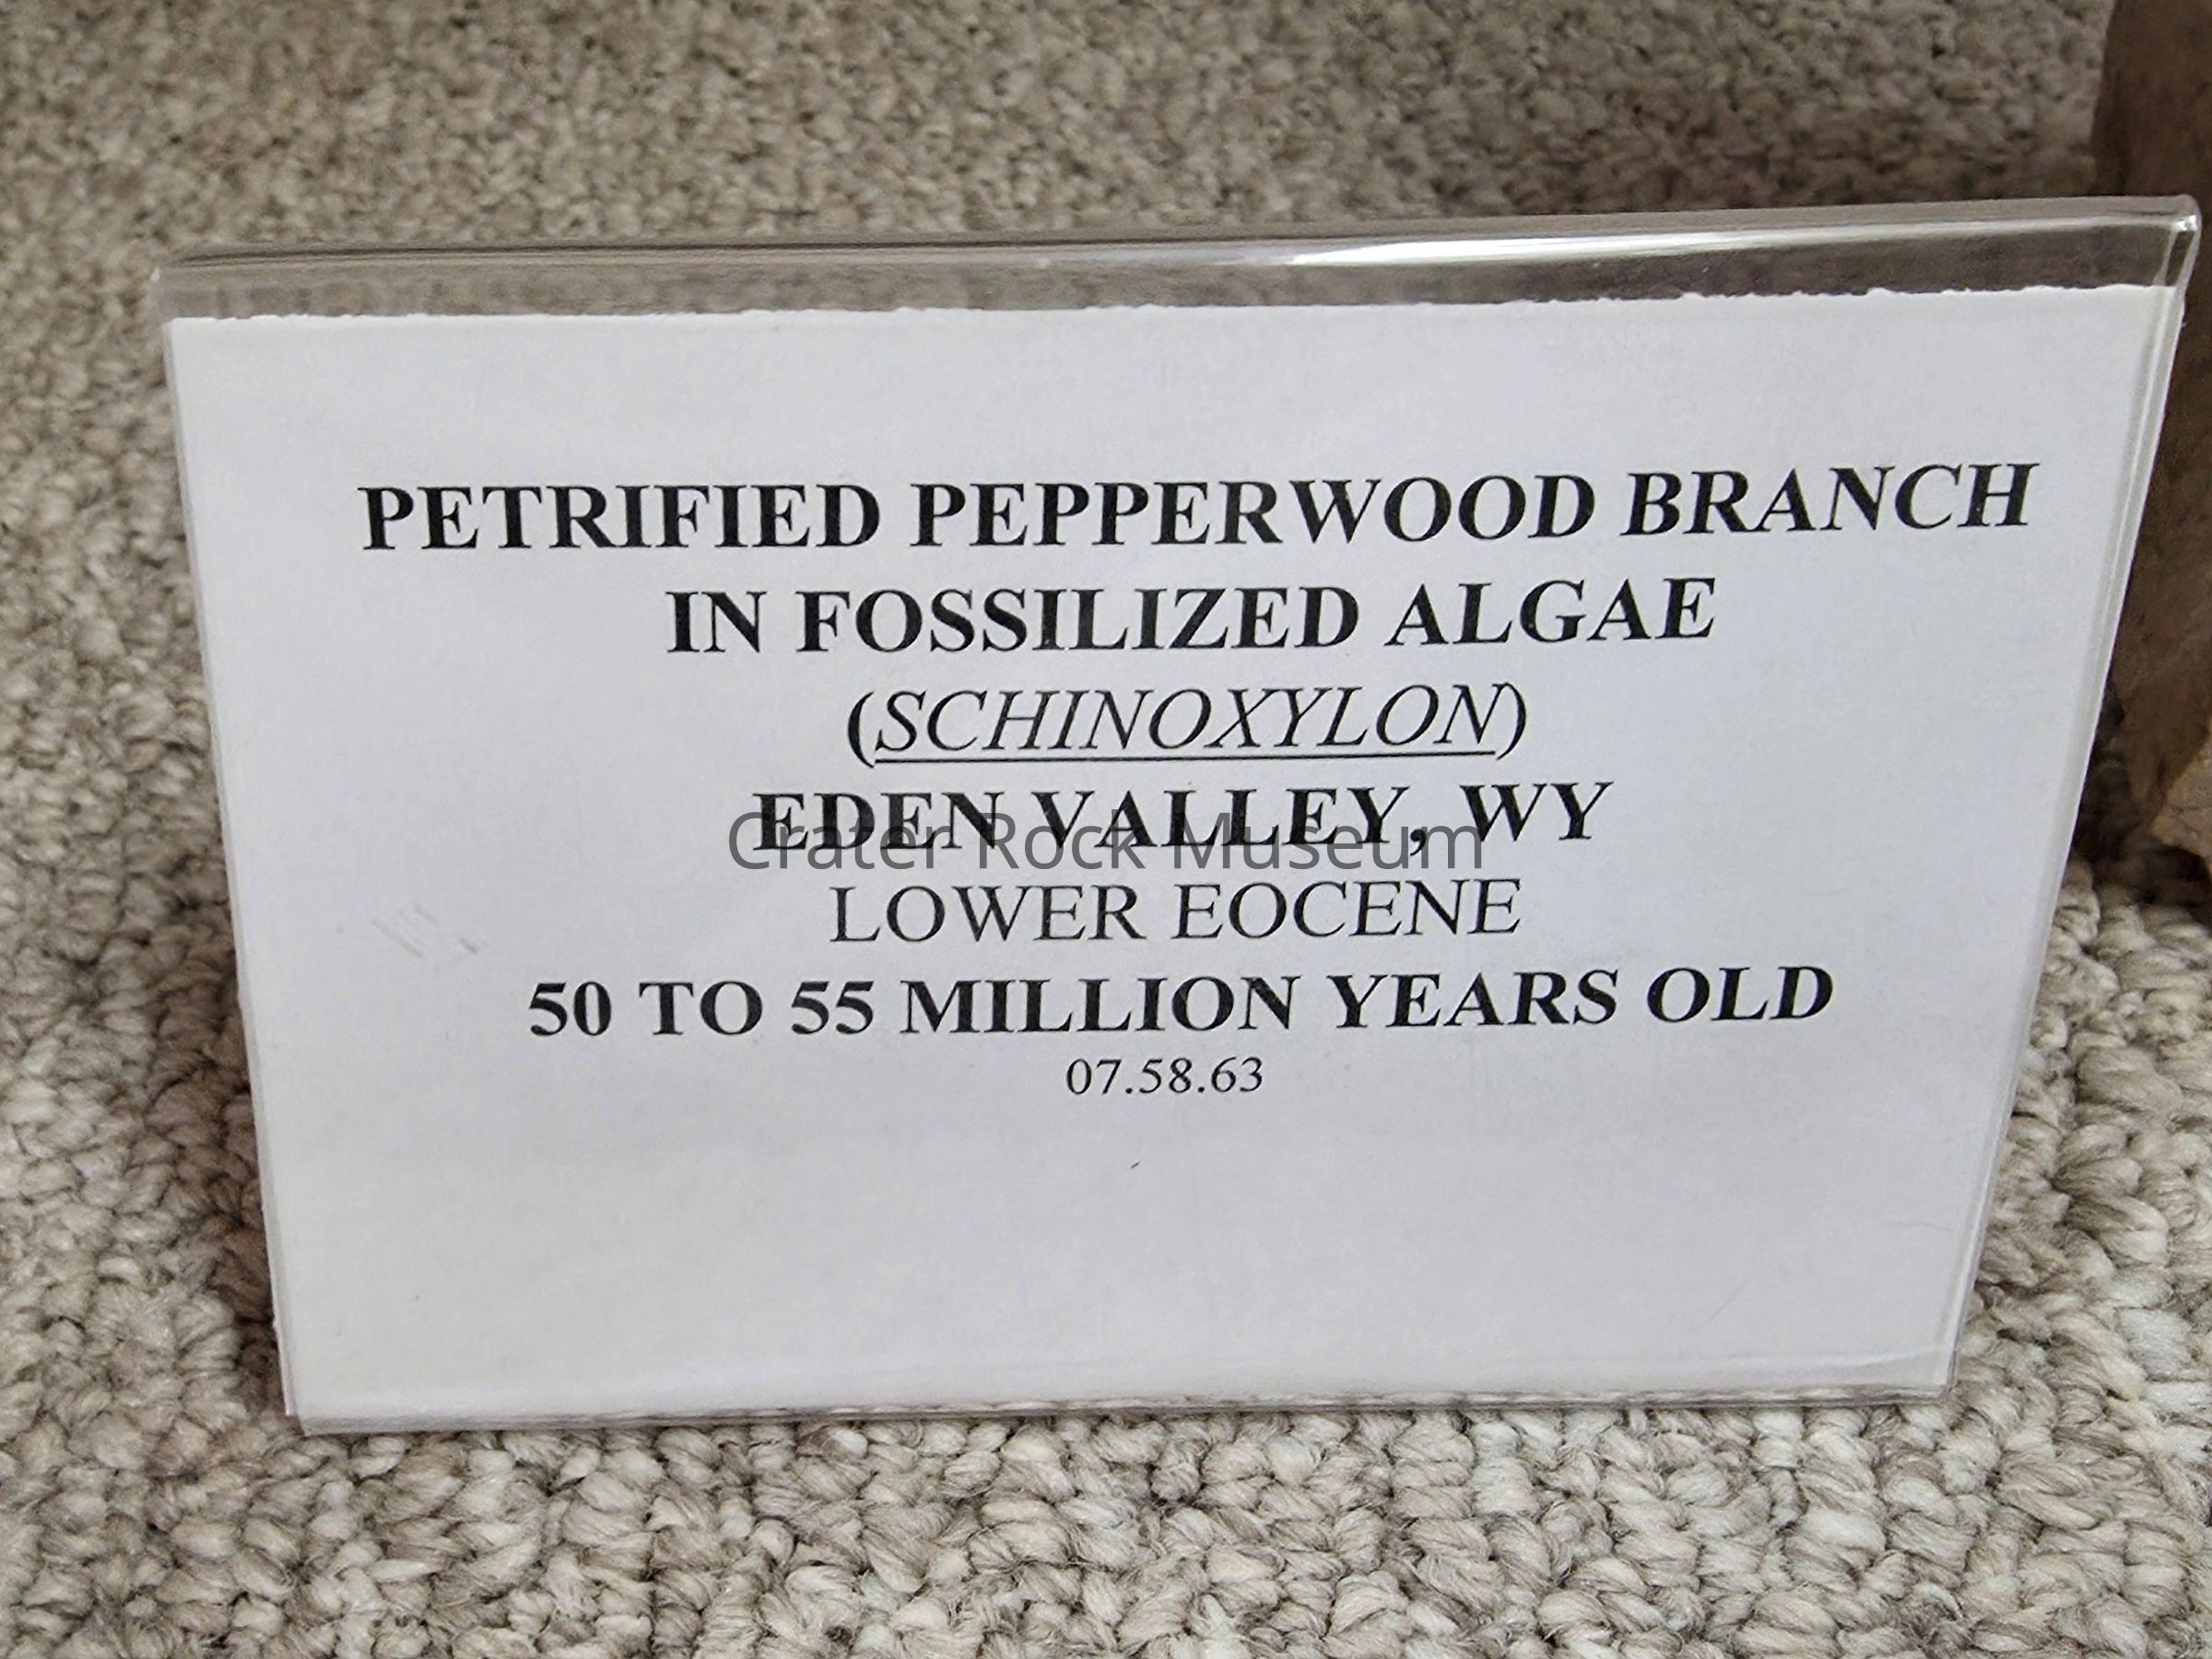 PETRIFIED PEPPERWOOD BRANCH
IN FOSSILIZED ALGAE
(SCHINOXYLON)
EDEN VALLEY, WY
Crater Rock Museum
LOWER EOCENE
50 TO 55 MILLION YEARS OLD
07.58.63